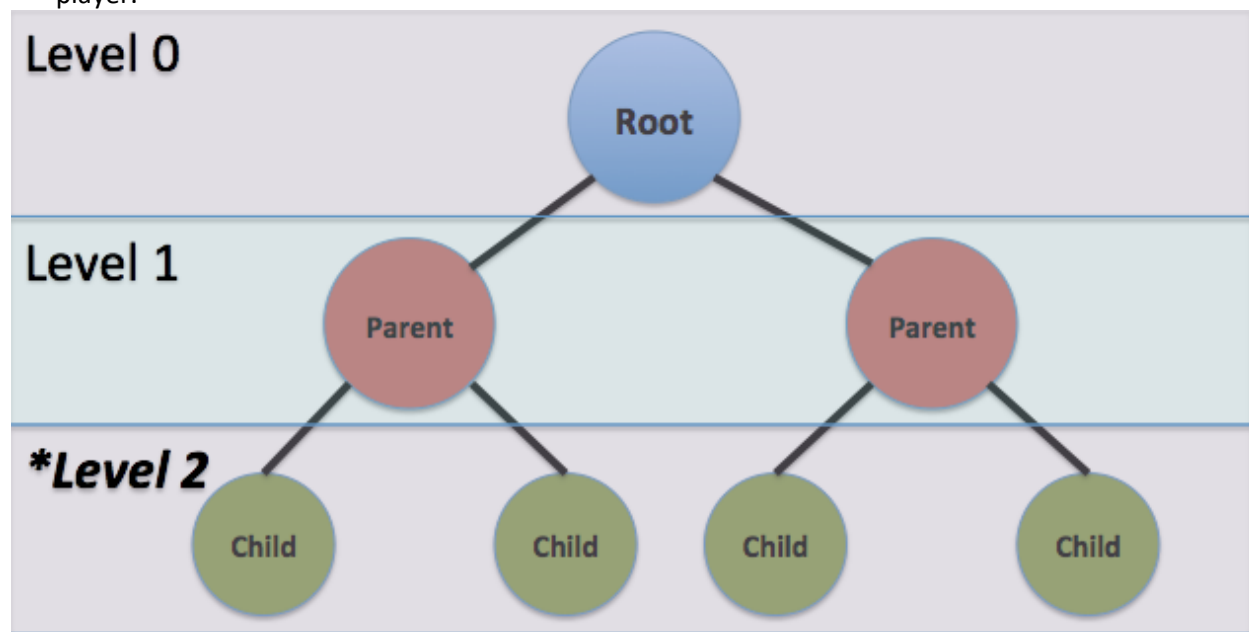 player.
Level 0
Root
Level 1
Parent Parent
*Level 2
Child Child Child Child